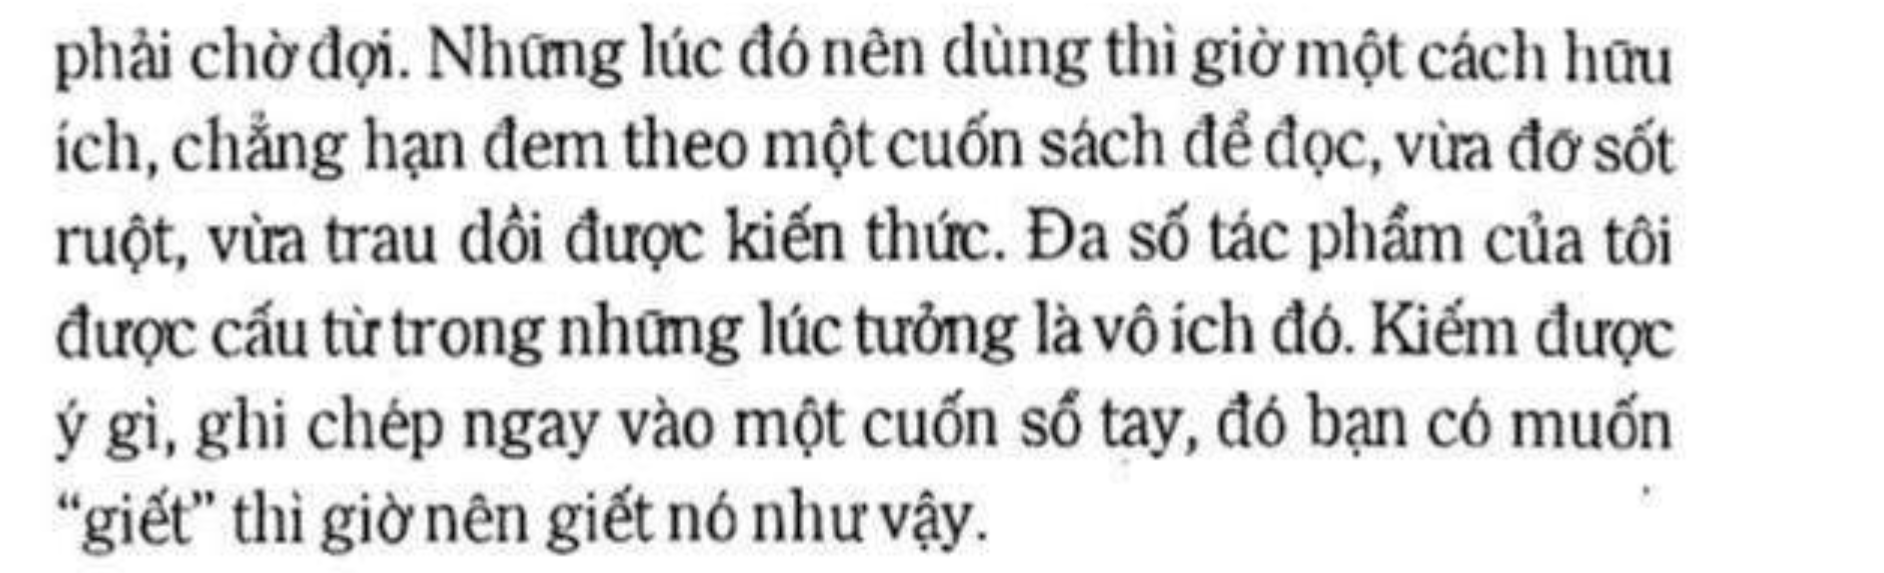 phải chờ đợi. Những lúc đó nên dùng thì giờ một cách hữu
ích, chẳng hạn đem theo một cuốn sách để đọc, vừa đỡ sốt
ruột, vừa trau dồi được kiến thức. Đa số tác phẩm của tôi
được cấu từ trong những lúc tưởng là vô ích đó. Kiếm được
ý gì, ghi chép ngay vào một cuốn sổ tay, đó bạn có muốn
“giết” thì giờ nên giết nó như vậy.